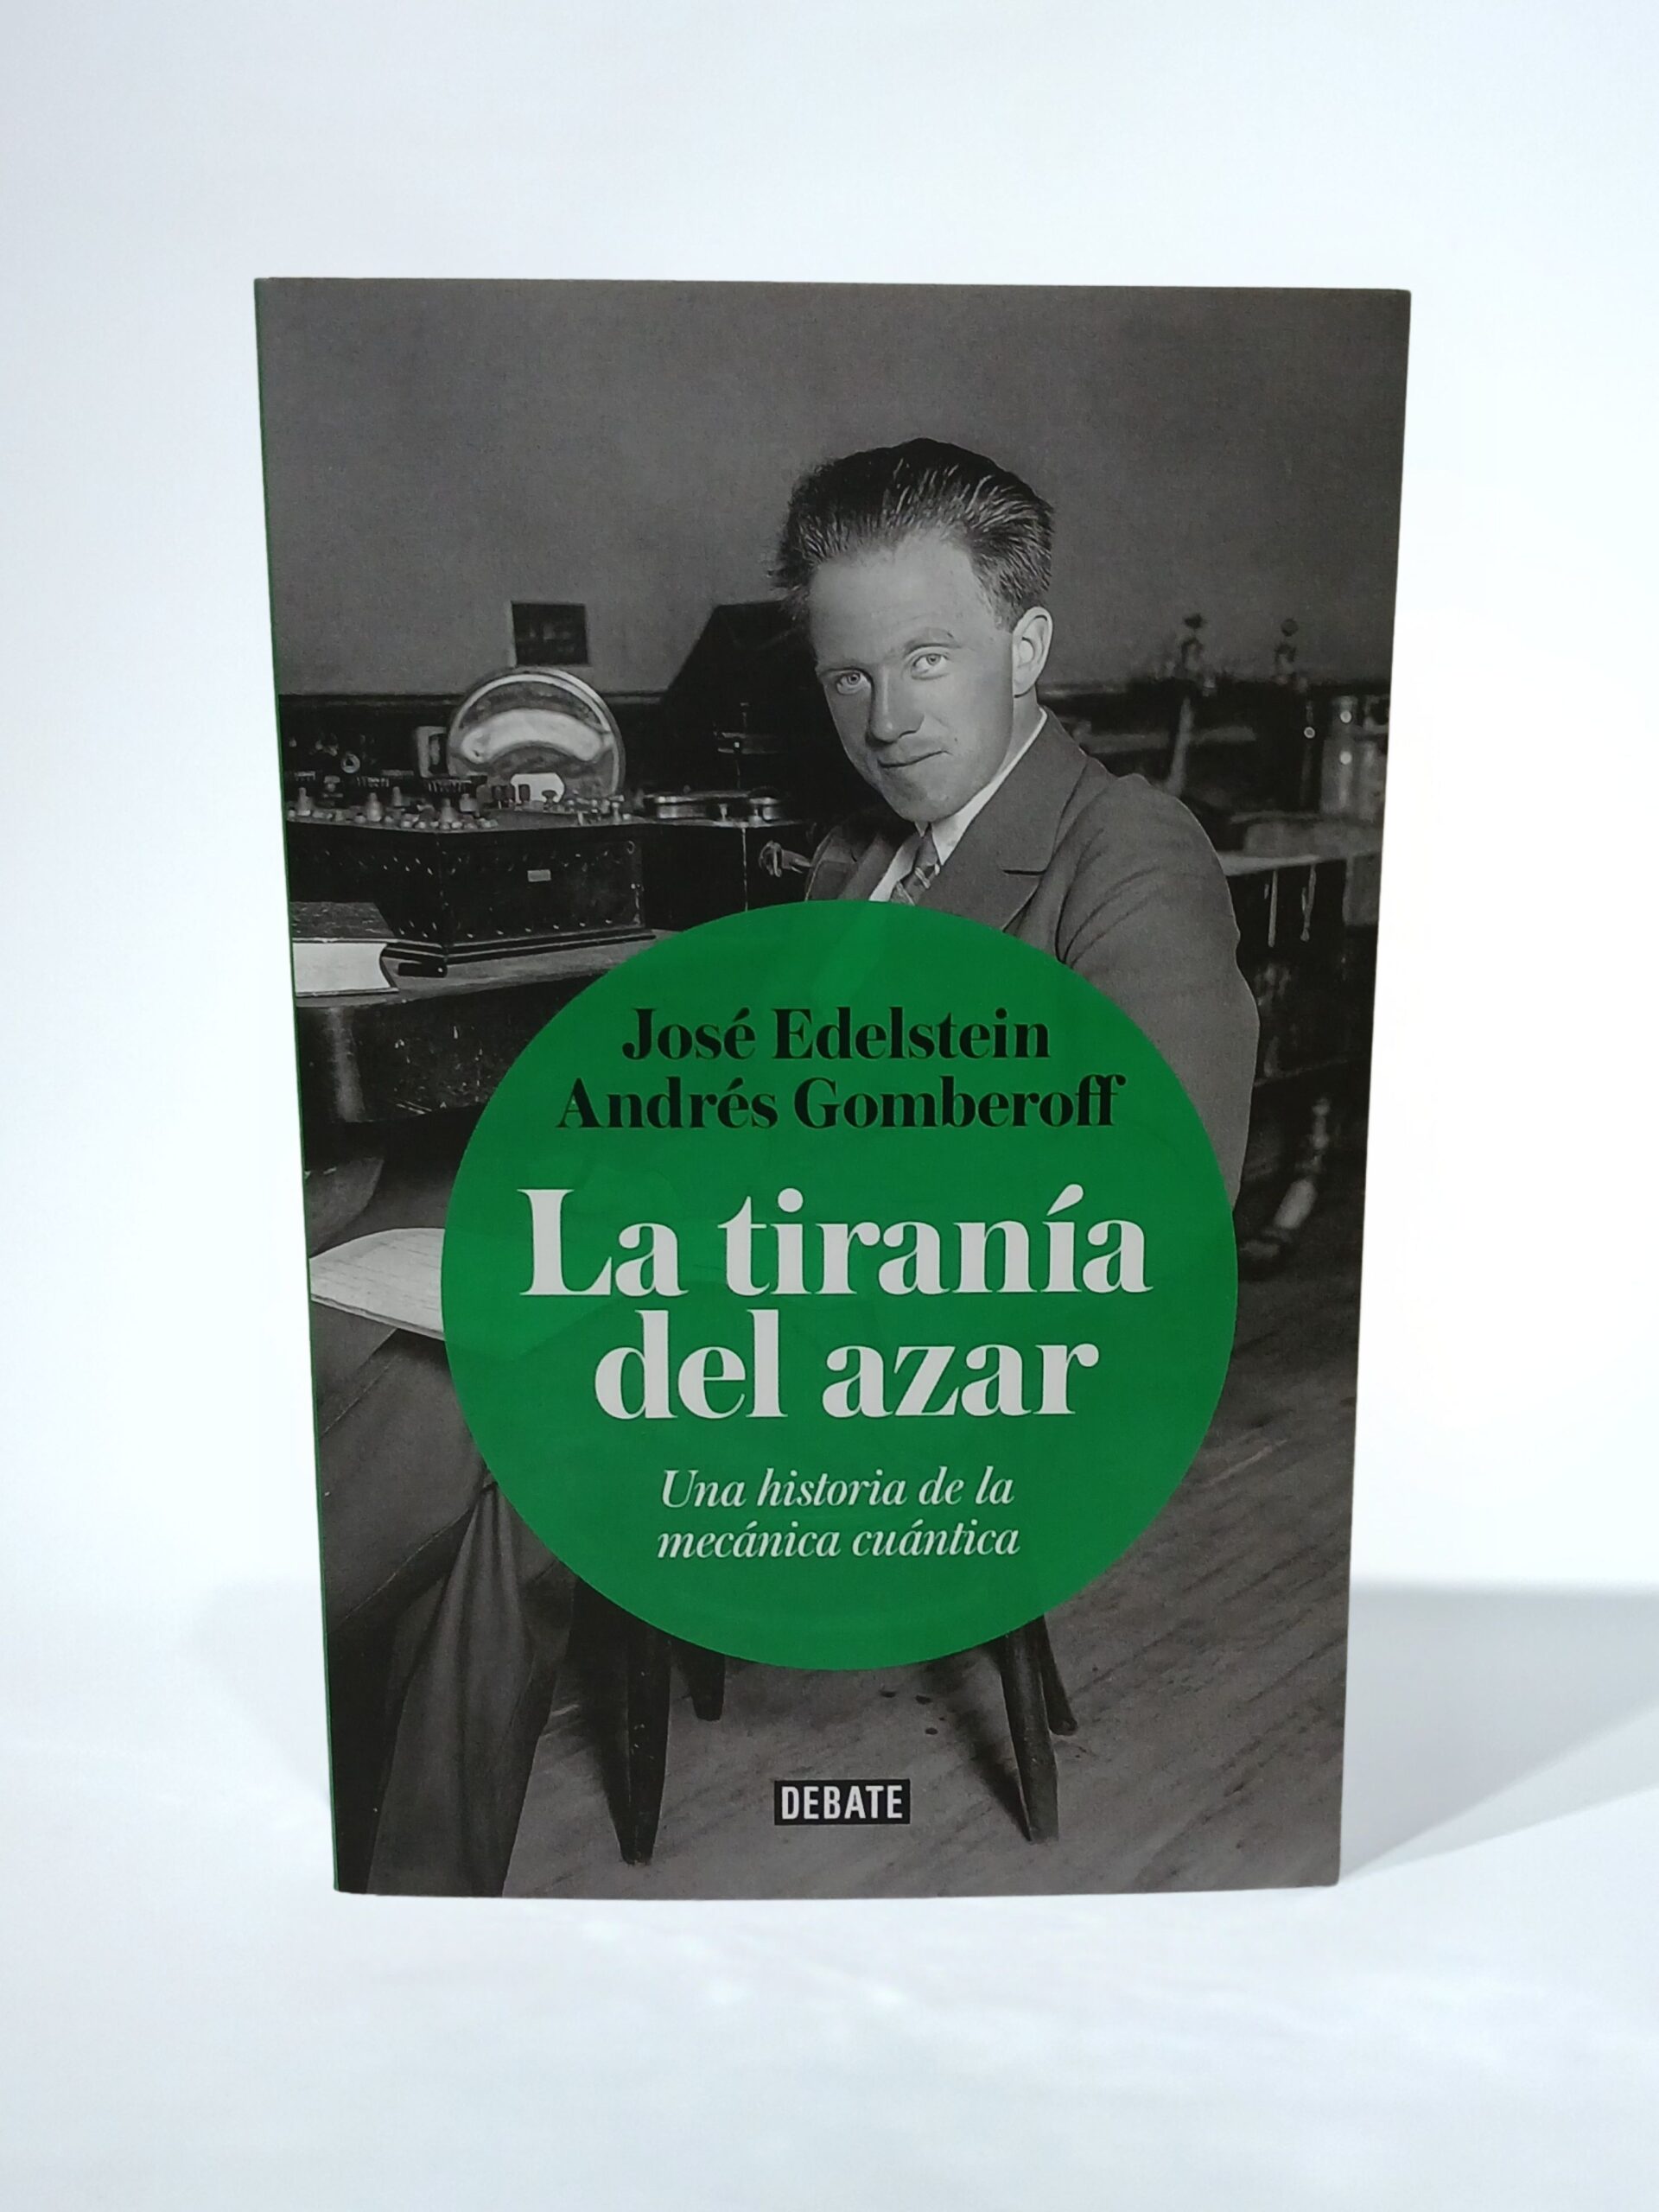 José Edelstein
Andrés Gomberoff
La tiranía
del azar
Una historia de la
mecánica cuántica
DEBATE